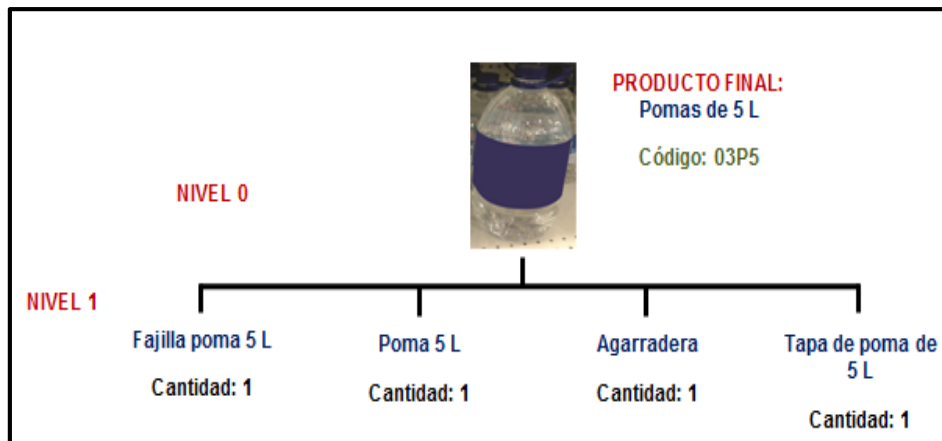 PRODUCTO FINAL:
Pomas de 5 L
Código: 03P5
NIVEL 0
NIVEL 1
Fajilla poma 5 L
Cantidad: 1
Poma 5 L
Cantidad: 1
Agarradera
Cantidad: 1
Tapa de poma de
5 L
Cantidad: 1